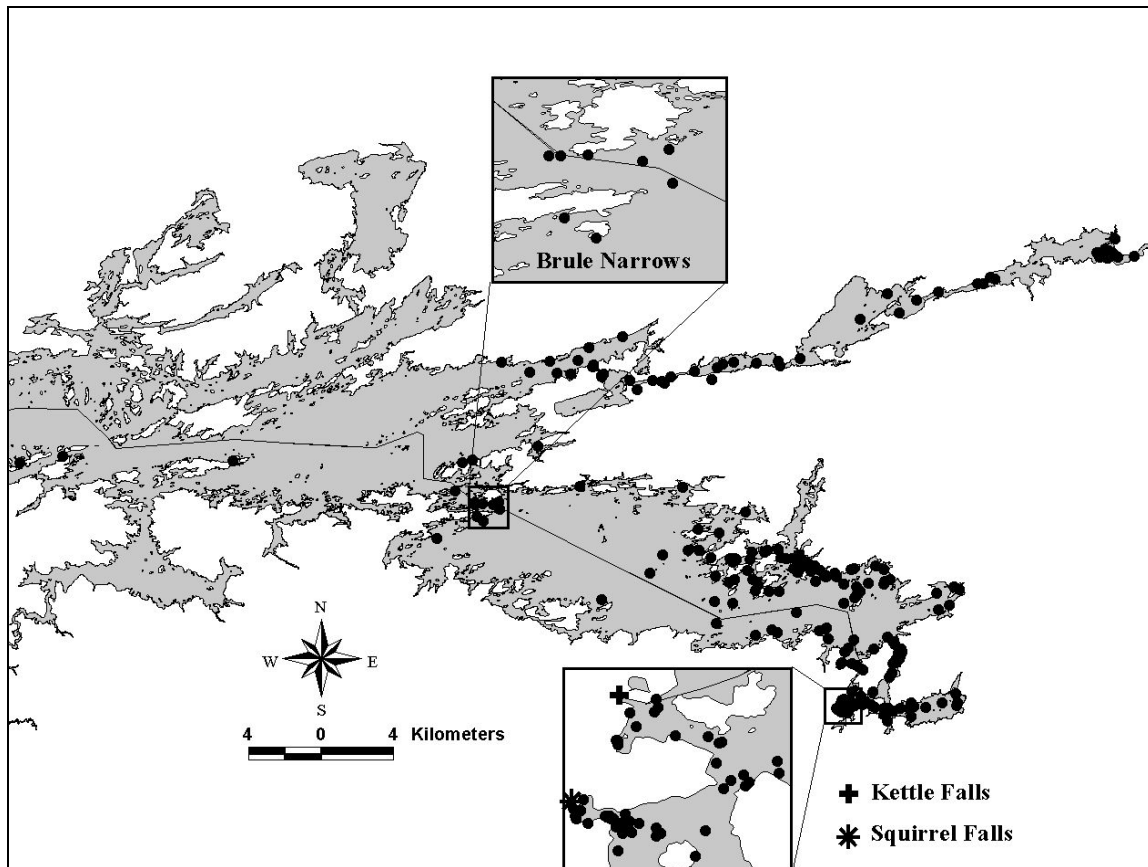 Brule Narrows
N
W E
S
4 0 4 Kilometers
Kettle Falls
Squirrel Falls